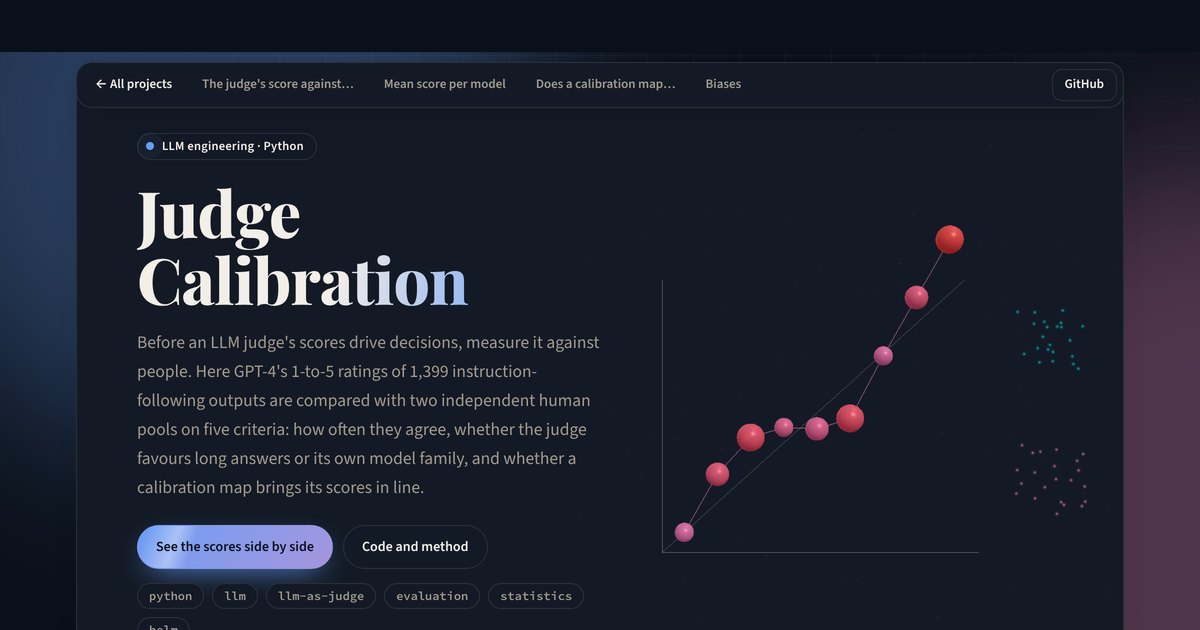 ← All projects
The judge's score against…
Mean score per model
Does a calibration map…
Biases
GitHub
LLM engineering · Python
Judge
Calibration
Before an LLM judge's scores drive decisions, measure it against
people. Here GPT-4's 1-to-5 ratings of 1,399 instruction-
following outputs are compared with two independent human
pools on five criteria: how often they agree, whether the judge
favours long answers or its own model family, and whether a
calibration map brings its scores in line.
See the scores side by side
Code and method
python
llm
llm-as-judge
evaluation
statistics